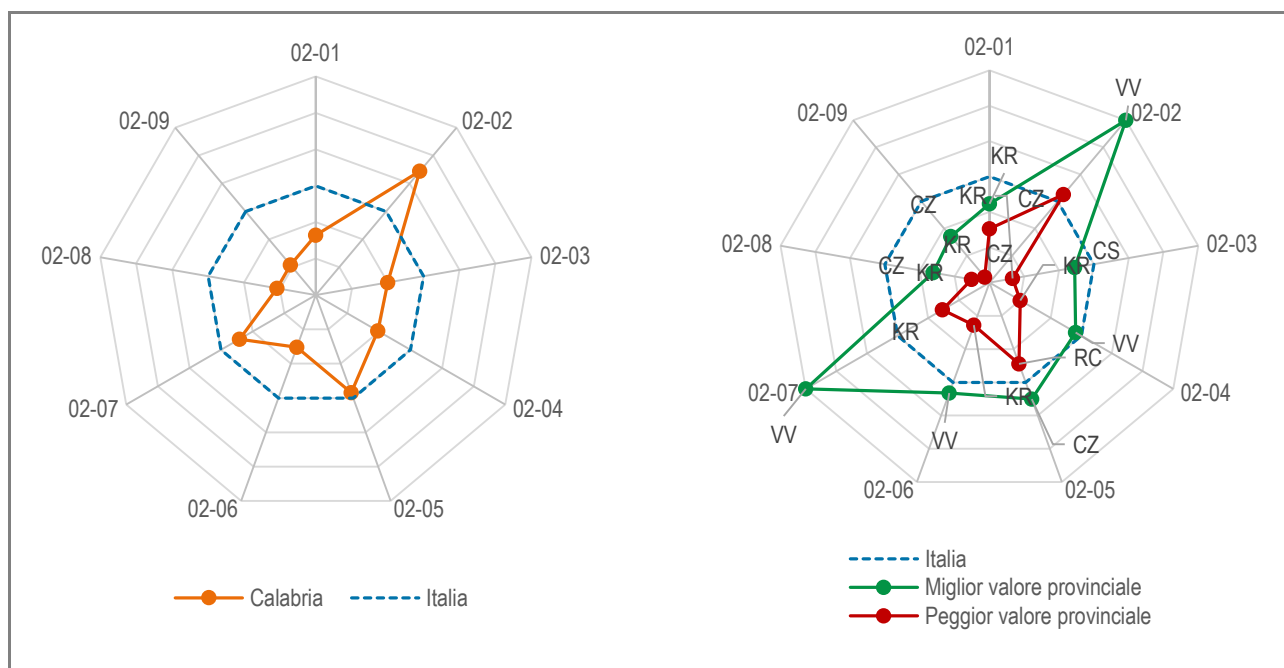 02-01
02-02
02-03
02-04
02-05
02-06
02-07
02-08
02-09
Calabria
Italia
02-01
02-02
02-03
02-04
02-05
02-06
02-07
02-08
02-09
VV
KR
KR
CZ
CZ
KR
CZ
CS
KR
CZ
KR
VV
KR
RC
VV
VV
KR
CZ
Italia
Miglior valore provinciale
Peggior valore provinciale